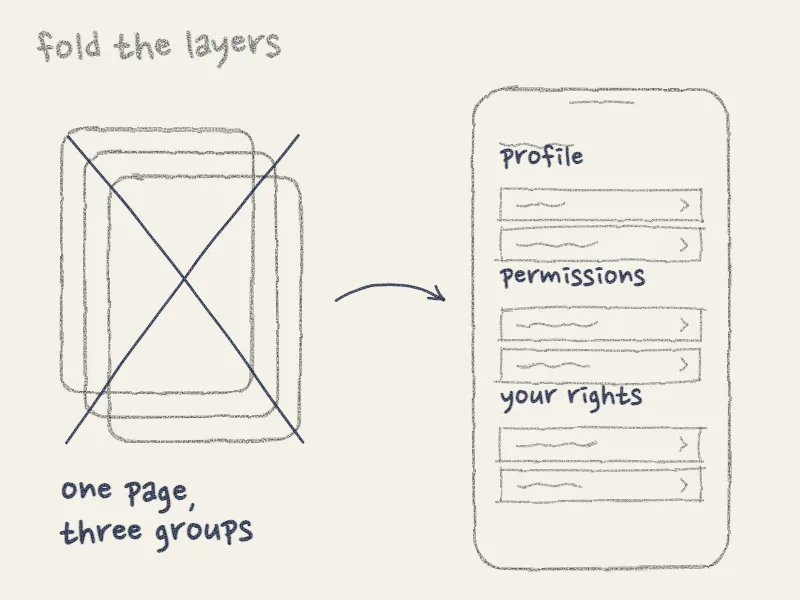 fold the layers
one page,
three groups
profile
permissions
your rights